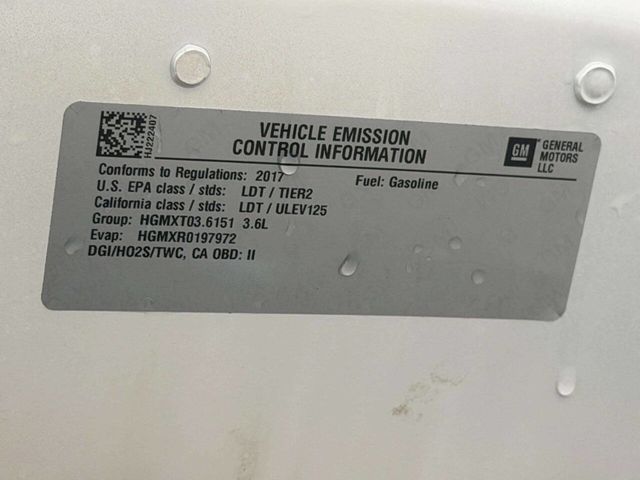 HJ222407
VEHICLE EMISSION
CONTROL INFORMATION
GM
GENERAL
MOTORS
LLC
Conforms to Regulations: 2017
Fuel: Gasoline
U.S. EPA class / stds: LDT / TIER2
California class / stds: LDT / ULEV125
Group: HGMXT03.6151 3.6L
Evap: HGMXR0197972
DGI/HO2S/TWC, CA OBD: II